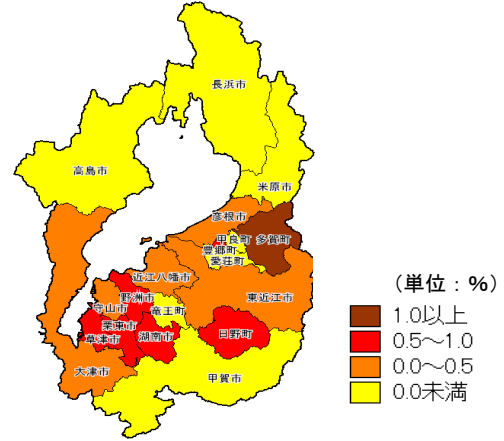 長浜市
高島市
米原市
彦根市
甲良町
多賀町
豊郷町
愛荘町
近江八幡市
東近江市
野洲市
守山市
竜王町
栗東市
湖南市
日野町
草津市
大津市
甲賀市
(単位：%)
1.0以上
0.5～1.0
0.0～0.5
0.0未満